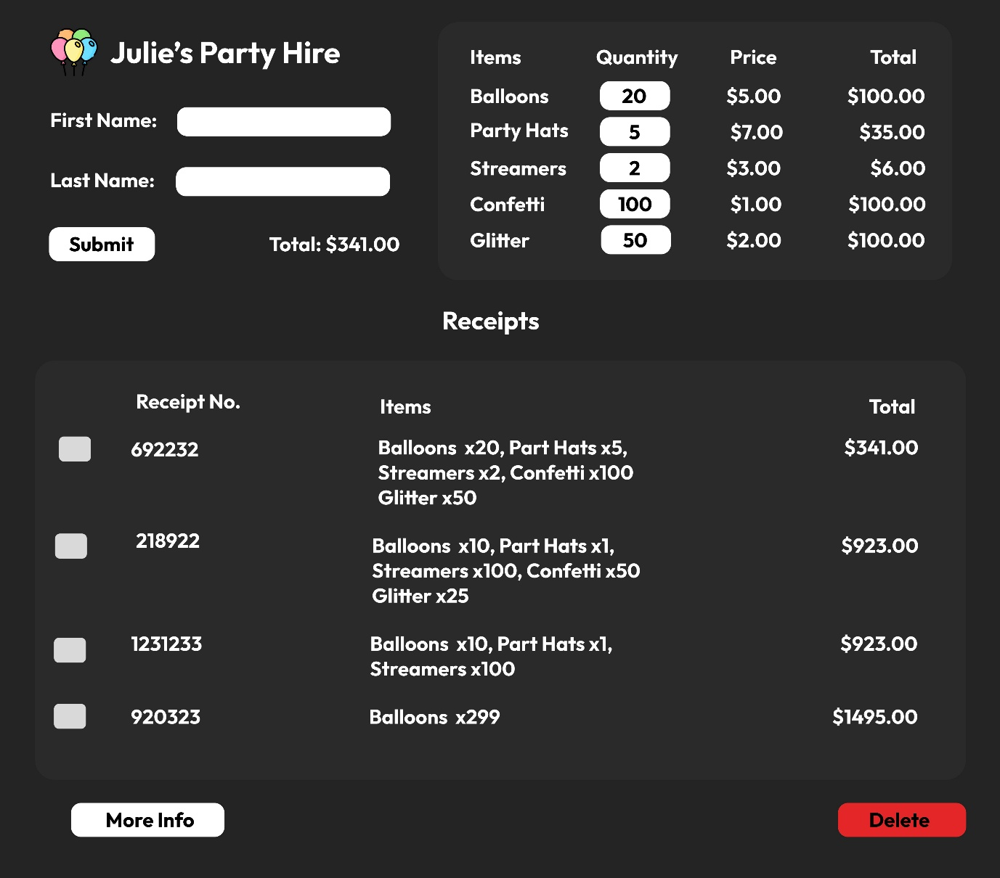 Julie's Party Hire
First Name:
Last Name:
Submit
Total: $341.00
Items Quantity Price Total
Balloons 20 $5.00 $100.00
Party Hats 5 $7.00 $35.00
Streamers 2 $3.00 $6.00
Confetti 100 $1.00 $100.00
Glitter 50 $2.00 $100.00
Receipts
Receipt No. Items Total
692232 Balloons x20, Part Hats x5, $341.00
Streamers x2, Confetti x100
Glitter x50
218922 Balloons x10, Part Hats x1, $923.00
Streamers x100, Confetti x50
Glitter x25
1231233 Balloons x10, Part Hats x1, $923.00
Streamers x100
920323 Balloons x299 $1495.00
More Info Delete